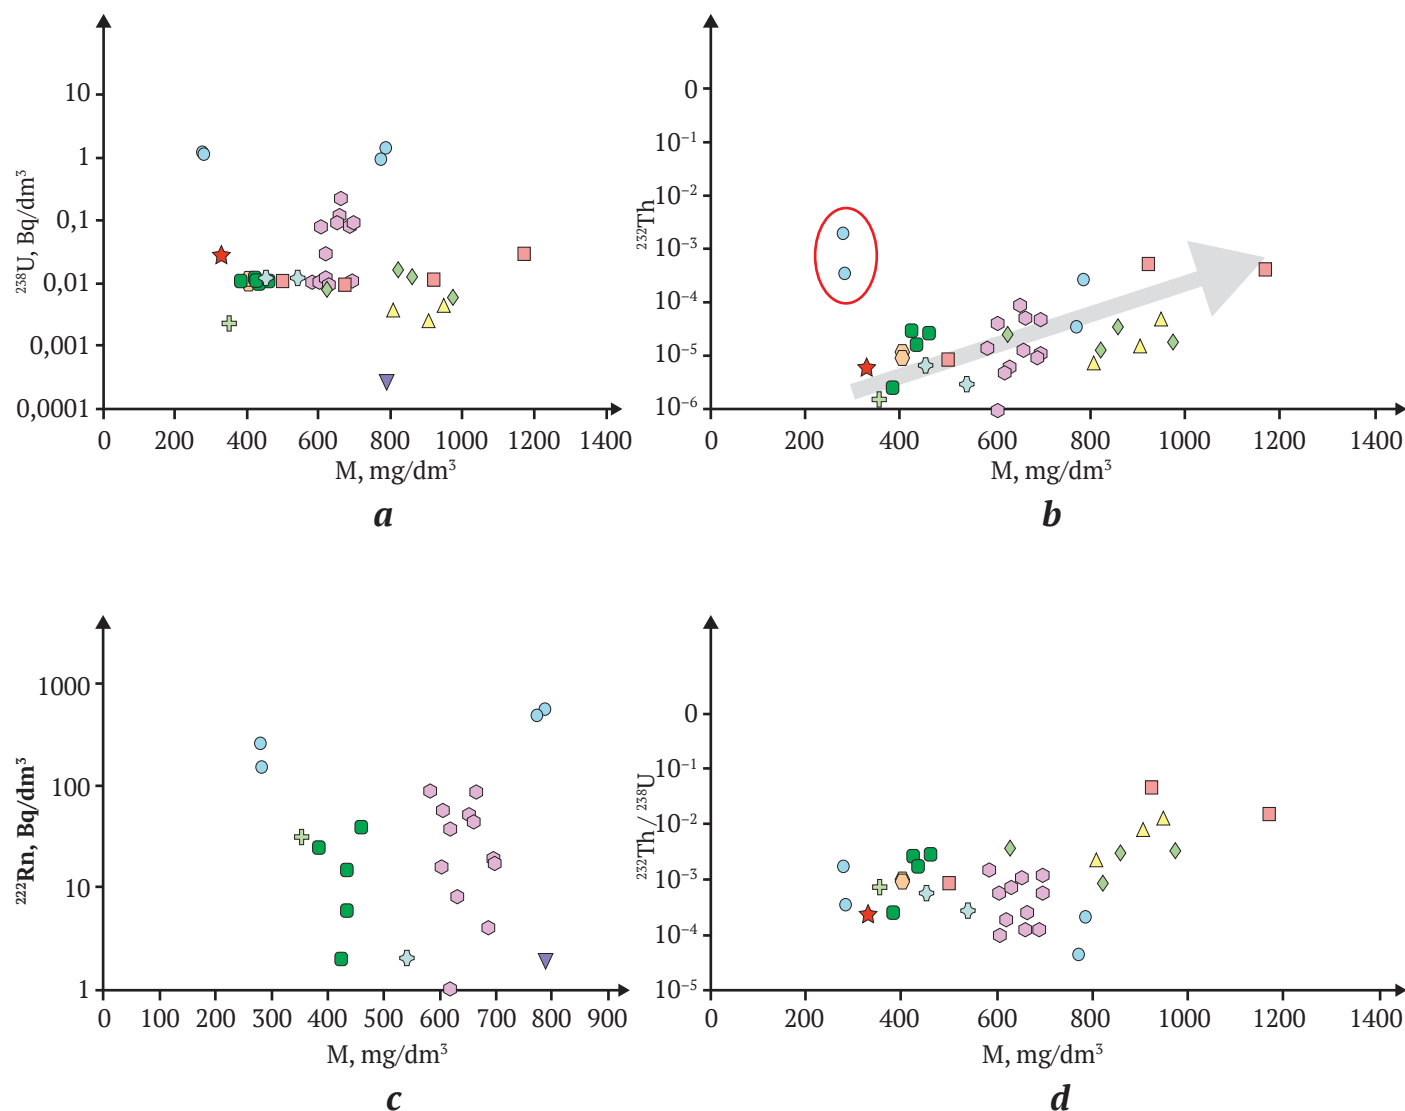 ²³⁸U, Bq/dm³
10
1
0,1
0,01
0,001
0,0001
0 200 400 600 800 1000 1200 1400
M, mg/dm³
a
²³²Th
0
10⁻¹
10⁻²
10⁻³
10⁻⁴
10⁻⁵
10⁻⁶
0 200 400 600 800 1000 1200 1400
M, mg/dm³
b
²²²Rn, Bq/dm³
1000
100
10
1
0 100 200 300 400 500 600 700 800 900
M, mg/dm³
c
²³²Th / ²³⁸U
0
10⁻¹
10⁻²
10⁻³
10⁻⁴
10⁻⁵
0 200 400 600 800 1000 1200 1400
M, mg/dm³
d